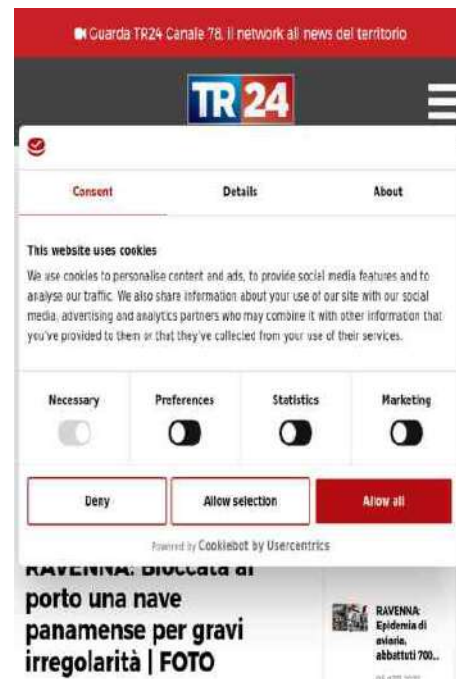 Guarda TR24 Canale 78, il network all news del territorio
TR24
Consent
Details
About
This website uses cookies
We use cookies to personalise content and ads, to provide social media features and to
analyse our traffic. We also share information about your use of our site with our social
media, advertising and analytics partners who may combine it with other information that
you've provided to them or that they've collected from your use of their services.
Necessary
Preferences
Statistics
Marketing
Deny
Allow selection
Allow all
Powered by Cookiebot by Usercentrics
RAVENNA: Bloccata al
porto una nave
panamense per gravi
irregolarità | FOTO
RAVENNA:
Epidemia di
aviaria,
abbattuti 700...